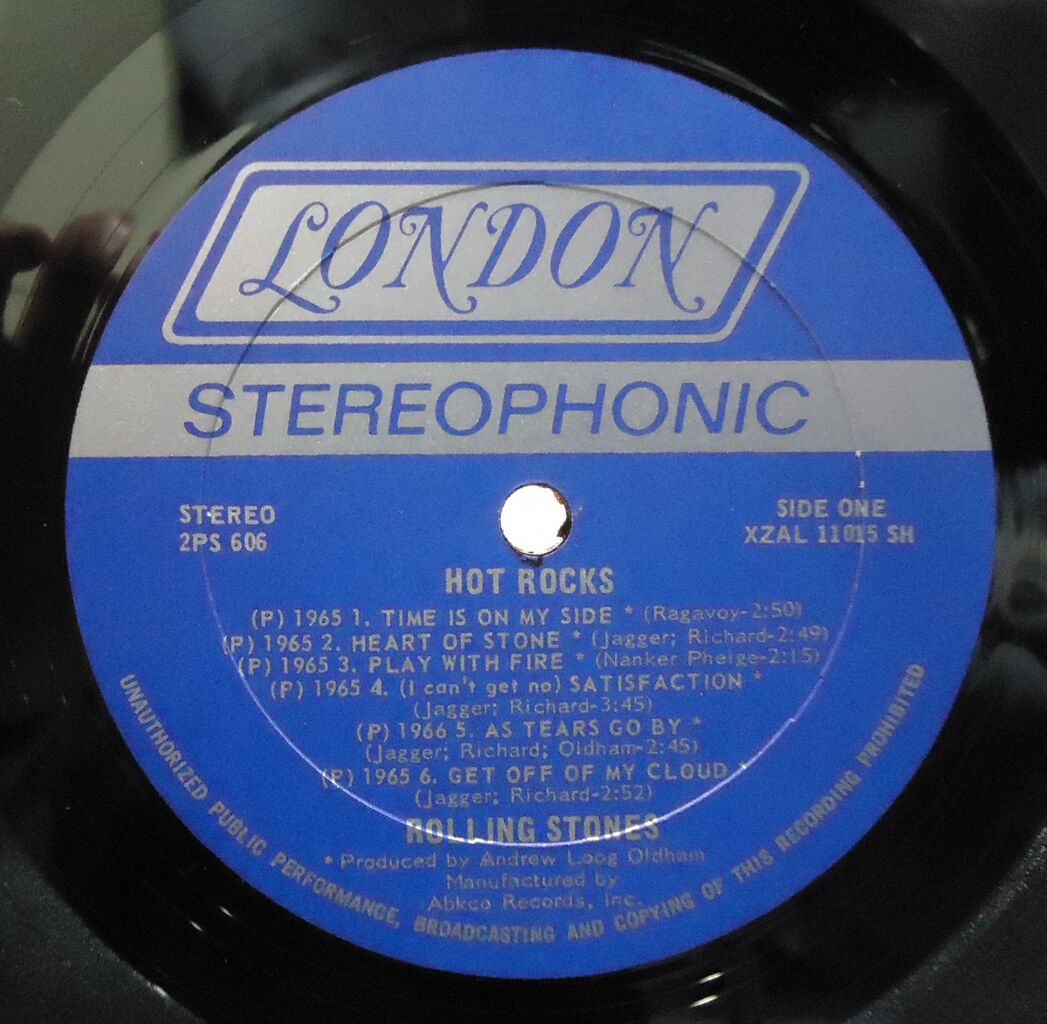 LONDON
STEREOPHONIC
STEREO
2PS 606
SIDE ONE
XZAL 11015 SH
HOT ROCKS
(P) 1965 1. TIME IS ON MY SIDE * (Ragavoy-2:50)
(P) 1965 2. HEART OF STONE * (Jagger; Richard-2:49)
(P) 1965 3. PLAY WITH FIRE * (Nanker Phelge-2:15)
(P) 1965 4. (I can't get no) SATISFACTION *
(Jagger; Richard-3:45)
(P) 1966 5. AS TEARS GO BY *
(Jagger; Richard; Oldham-2:45)
(P) 1965 6. GET OFF OF MY CLOUD *
(Jagger; Richard-2:52)
ROLLING STONES
* Produced by Andrew Loog Oldham
Manufactured by
Abkco Records, Inc.
UNAUTHORIZED PUBLIC PERFORMANCE, BROADCASTING AND COPYING OF THIS RECORDING PROHIBITED